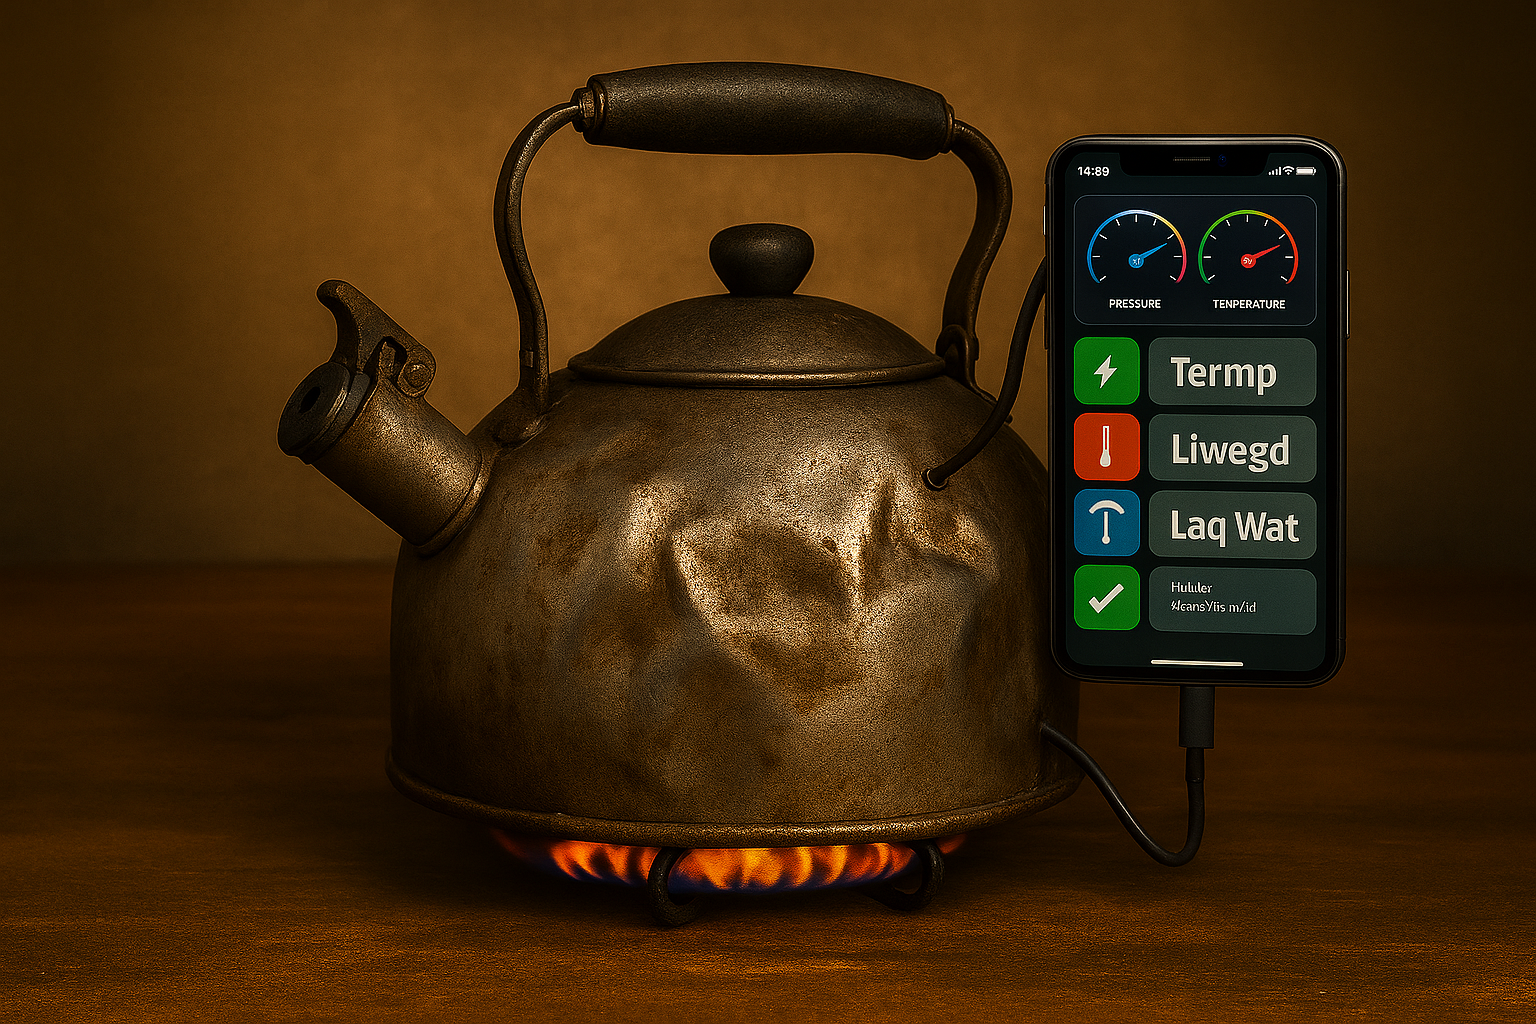 14:89
PRESSURE TENPERATURE
Termp
Liwegd
Laq Wat
Hululer